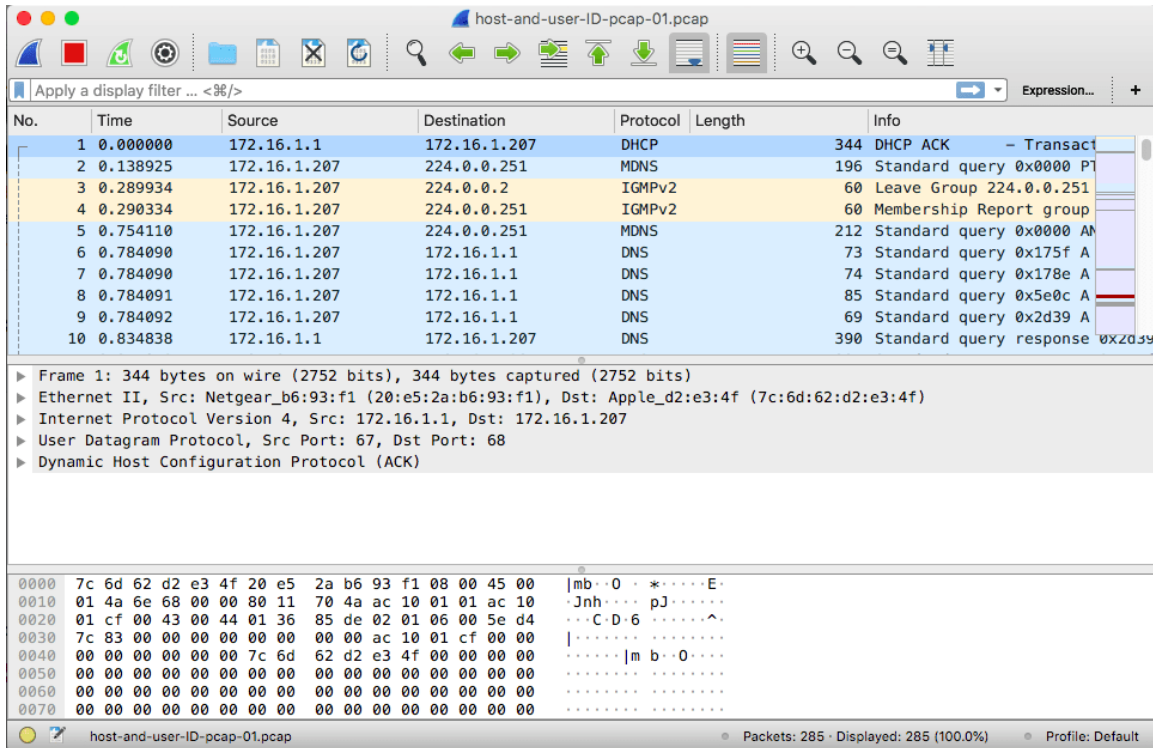 host-and-user-ID-pcap-01.pcap
Apply a display filter ... <⌘/> Expression... +
No. Time Source Destination Protocol Length Info
1 0.000000 172.16.1.1 172.16.1.207 DHCP 344 DHCP ACK - Transact
2 0.138925 172.16.1.207 224.0.0.251 MDNS 196 Standard query 0x0000 PT
3 0.289934 172.16.1.207 224.0.0.2 IGMPv2 60 Leave Group 224.0.0.251
4 0.290334 172.16.1.207 224.0.0.251 IGMPv2 60 Membership Report group
5 0.754110 172.16.1.207 224.0.0.251 MDNS 212 Standard query 0x0000 AN
6 0.784090 172.16.1.207 172.16.1.1 DNS 73 Standard query 0x175f A
7 0.784090 172.16.1.207 172.16.1.1 DNS 74 Standard query 0x178e A
8 0.784091 172.16.1.207 172.16.1.1 DNS 85 Standard query 0x5e0c A
9 0.784092 172.16.1.207 172.16.1.1 DNS 69 Standard query 0x2d39 A
10 0.834838 172.16.1.1 172.16.1.207 DNS 390 Standard query response 0x2d39
Frame 1: 344 bytes on wire (2752 bits), 344 bytes captured (2752 bits)
Ethernet II, Src: Netgear_b6:93:f1 (20:e5:2a:b6:93:f1), Dst: Apple_d2:e3:4f (7c:6d:62:d2:e3:4f)
Internet Protocol Version 4, Src: 172.16.1.1, Dst: 172.16.1.207
User Datagram Protocol, Src Port: 67, Dst Port: 68
Dynamic Host Configuration Protocol (ACK)
0000 7c 6d 62 d2 e3 4f 20 e5 2a b6 93 f1 08 00 45 00 |mb··O · *·····E·
0010 01 4a 6e 68 00 00 80 11 70 4a ac 10 01 01 ac 10 ·Jnh···· pJ······
0020 01 cf 00 43 00 44 01 36 85 de 02 01 06 00 5e d4 ···C·D·6 ······^·
0030 7c 83 00 00 00 00 00 00 00 00 ac 10 01 cf 00 00 |······· ········
0040 00 00 00 00 00 00 7c 6d 62 d2 e3 4f 00 00 00 00 ······|m b··O····
0050 00 00 00 00 00 00 00 00 00 00 00 00 00 00 00 00 ········ ········
0060 00 00 00 00 00 00 00 00 00 00 00 00 00 00 00 00 ········ ········
0070 00 00 00 00 00 00 00 00 00 00 00 00 00 00 00 00 ········ ········
host-and-user-ID-pcap-01.pcap Packets: 285 · Displayed: 285 (100.0%) Profile: Default